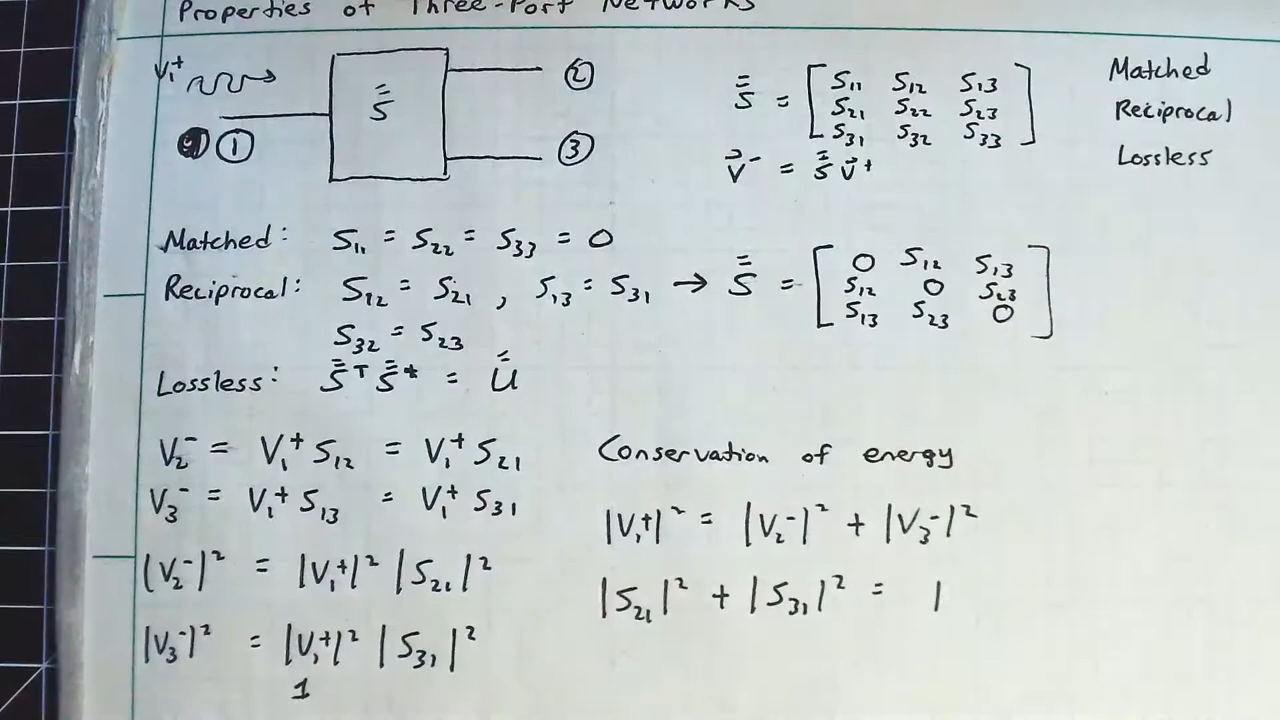 Properties of Three-Port Networks
V₁⁺
S̿
①
②
③
S̿ = [ S₁₁ S₁₂ S₁₃
S₂₁ S₂₂ S₂₃
S₃₁ S₃₂ S₃₃ ]
V⃗⁻ = S̿ V⃗⁺
Matched
Reciprocal
Lossless
Matched: S₁₁ = S₂₂ = S₃₃ = 0
Reciprocal: S₁₂ = S₂₁ , S₁₃ = S₃₁ → S̿ = [ 0 S₁₂ S₁₃
S₁₂ 0 S₂₃
S₁₃ S₂₃ 0 ]
S₃₂ = S₂₃
Lossless: S̿ᵀ S̿* = U̿
V₂⁻ = V₁⁺ S₁₂ = V₁⁺ S₂₁
V₃⁻ = V₁⁺ S₁₃ = V₁⁺ S₃₁
|V₂⁻|² = |V₁⁺|² |S₂₁|²
|V₃⁻|² = |V₁⁺|² |S₃₁|²
1
Conservation of energy
|V₁⁺|² = |V₂⁻|² + |V₃⁻|²
|S₂₁|² + |S₃₁|² = 1